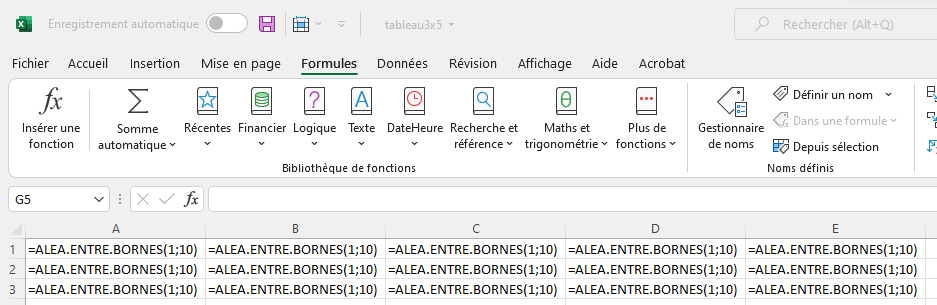 Enregistrement automatique tableau3x5 Rechercher (Alt+Q)
Fichier Accueil Insertion Mise en page Formules Données Révision Affichage Aide Acrobat
fx Σ A ? θ
Insérer une fonction
Somme automatique
Récentes
Financier
Logique
Texte
DateHeure
Recherche et référence
Maths et trigonométrie
Plus de fonctions
Bibliothèque de fonctions
Gestionnaire de noms
Définir un nom
Dans une formule
Depuis sélection
Noms définis
G5 fx
A B C D E
1 =ALEA.ENTRE.BORNES(1;10) =ALEA.ENTRE.BORNES(1;10) =ALEA.ENTRE.BORNES(1;10) =ALEA.ENTRE.BORNES(1;10) =ALEA.ENTRE.BORNES(1;10)
2 =ALEA.ENTRE.BORNES(1;10) =ALEA.ENTRE.BORNES(1;10) =ALEA.ENTRE.BORNES(1;10) =ALEA.ENTRE.BORNES(1;10) =ALEA.ENTRE.BORNES(1;10)
3 =ALEA.ENTRE.BORNES(1;10) =ALEA.ENTRE.BORNES(1;10) =ALEA.ENTRE.BORNES(1;10) =ALEA.ENTRE.BORNES(1;10) =ALEA.ENTRE.BORNES(1;10)